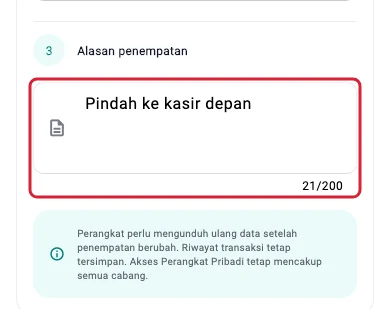 3 Alasan penempatan
Pindah ke kasir depan
21/200
Perangkat perlu mengunduh ulang data setelah
penempatan berubah. Riwayat transaksi tetap
tersimpan. Akses Perangkat Pribadi tetap mencakup
semua cabang.